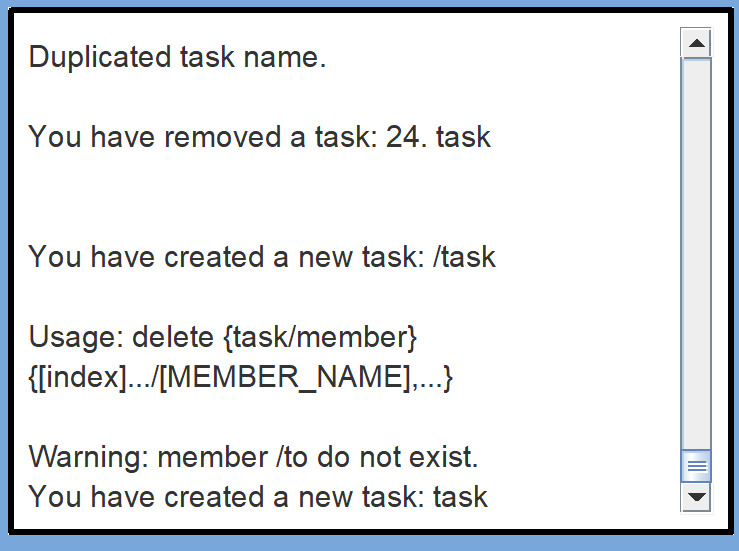 Duplicated task name.
You have removed a task: 24. task
You have created a new task: /task
Usage: delete {task/member}
{[index].../[MEMBER_NAME],...}
Warning: member /to do not exist.
You have created a new task: task